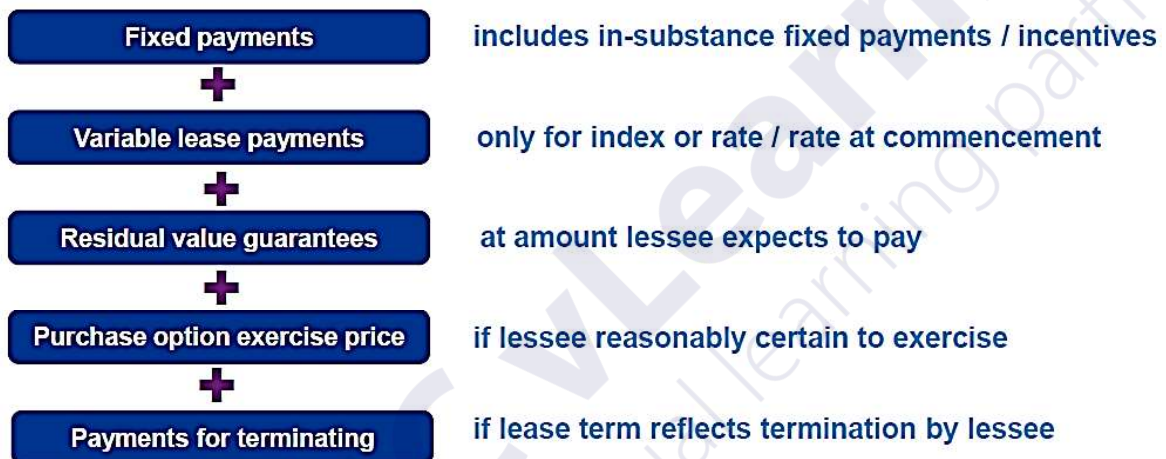 Fixed payments includes in-substance fixed payments / incentives
+
Variable lease payments only for index or rate / rate at commencement
+
Residual value guarantees at amount lessee expects to pay
+
Purchase option exercise price if lessee reasonably certain to exercise
+
Payments for terminating if lease term reflects termination by lessee